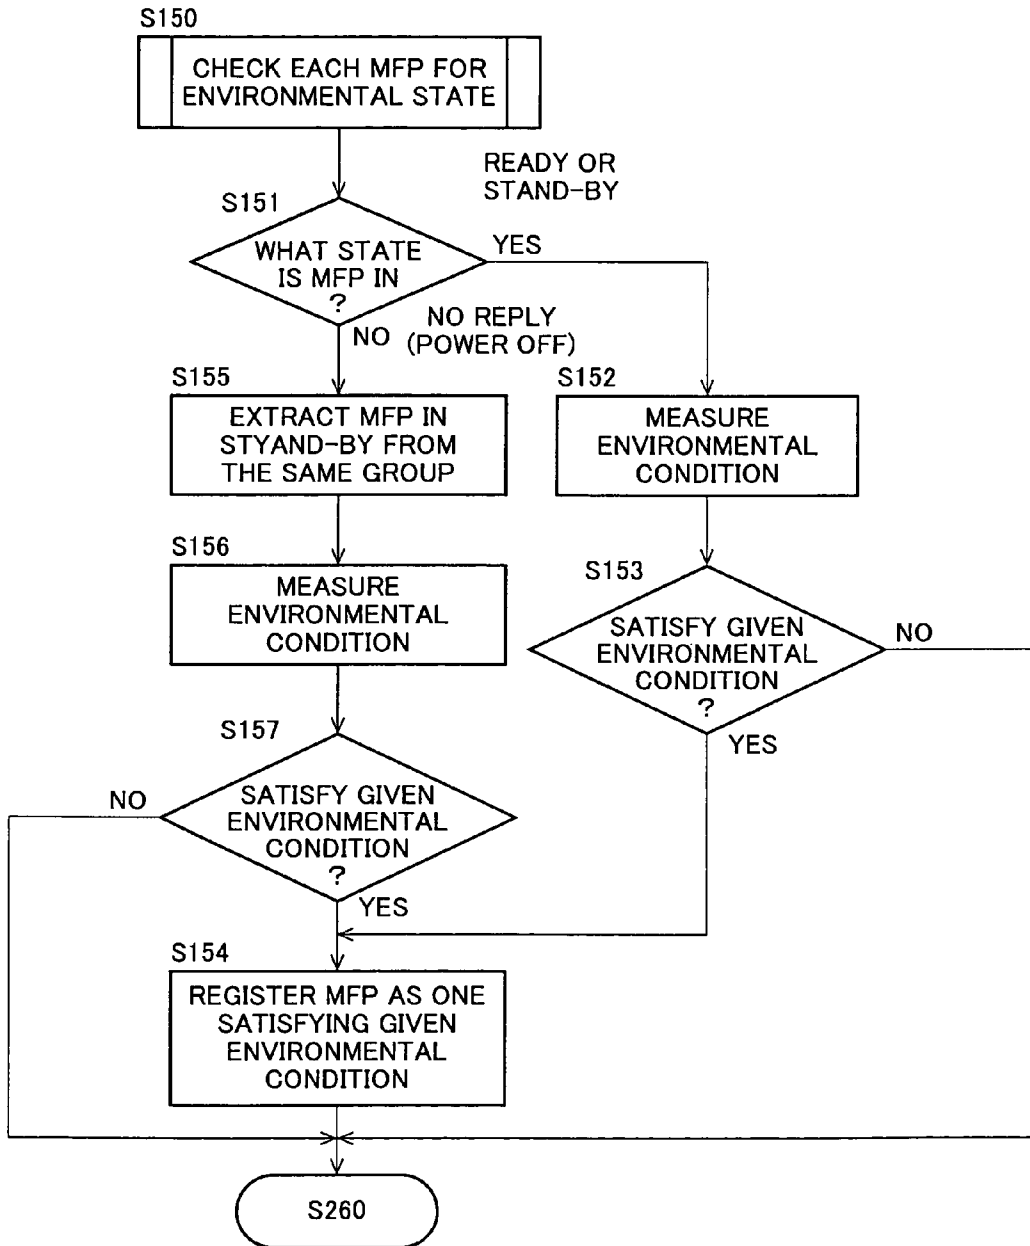 S150
CHECK EACH MFP FOR
ENVIRONMENTAL STATE
READY OR
STAND-BY
S151
WHAT STATE
IS MFP IN
?
YES
NO
NO REPLY
(POWER OFF)
S155
EXTRACT MFP IN
STYAND-BY FROM
THE SAME GROUP
S152
MEASURE
ENVIRONMENTAL
CONDITION
S156
MEASURE
ENVIRONMENTAL
CONDITION
S153
SATISFY GIVEN
ENVIRONMENTAL
CONDITION
?
NO
YES
S157
SATISFY GIVEN
ENVIRONMENTAL
CONDITION
?
NO
YES
S154
REGISTER MFP AS ONE
SATISFYING GIVEN
ENVIRONMENTAL
CONDITION
S260